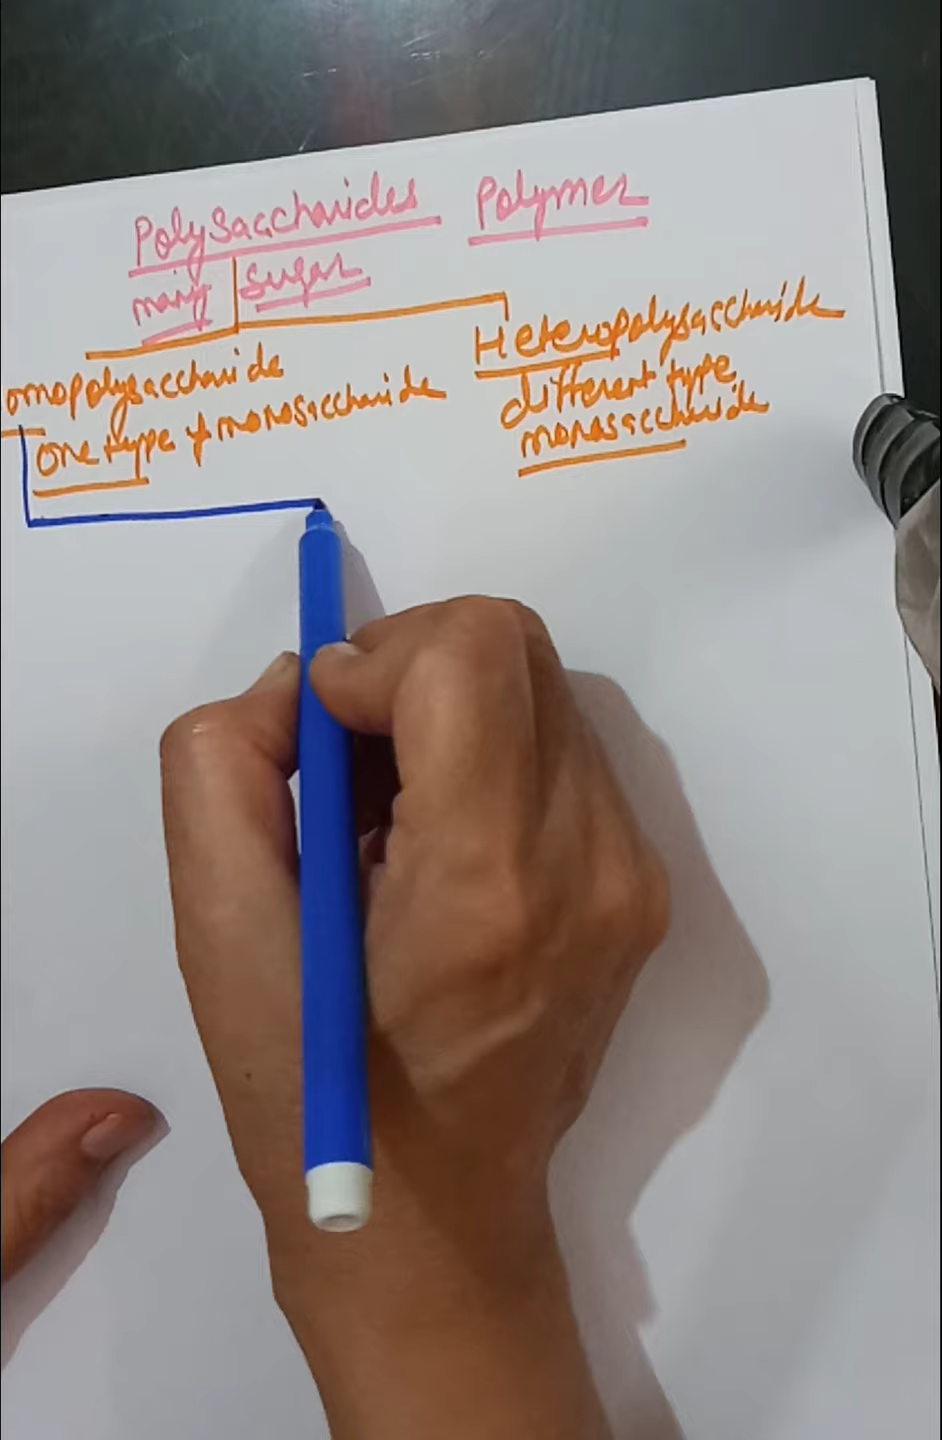 Polysaccharides Polymer
many sugar
omopolysaccharide
one type of monosaccharide
Heteropolysaccharide
different type
monosaccharide